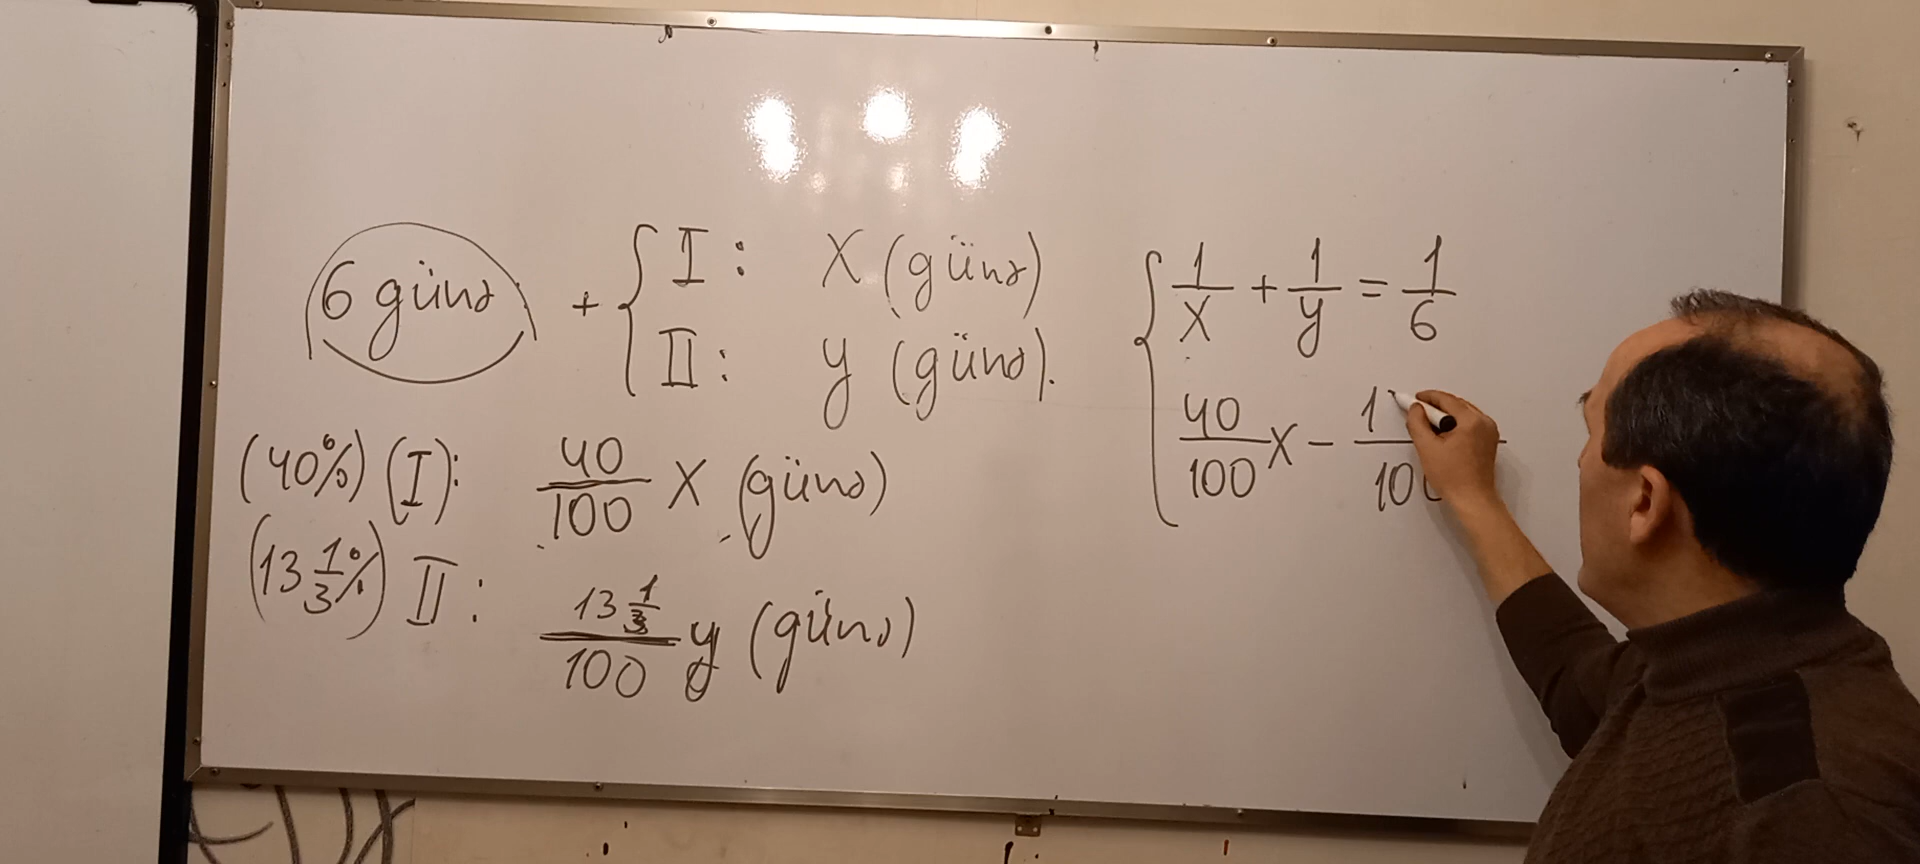 6 günə + { I : X (günə)
II : y (günə).
(40%) (I): 40/100 X (günə)
(13 1/3 %) II : 13 1/3/100 y (günə)
{ 1/X + 1/y = 1/6
40/100 X - 1